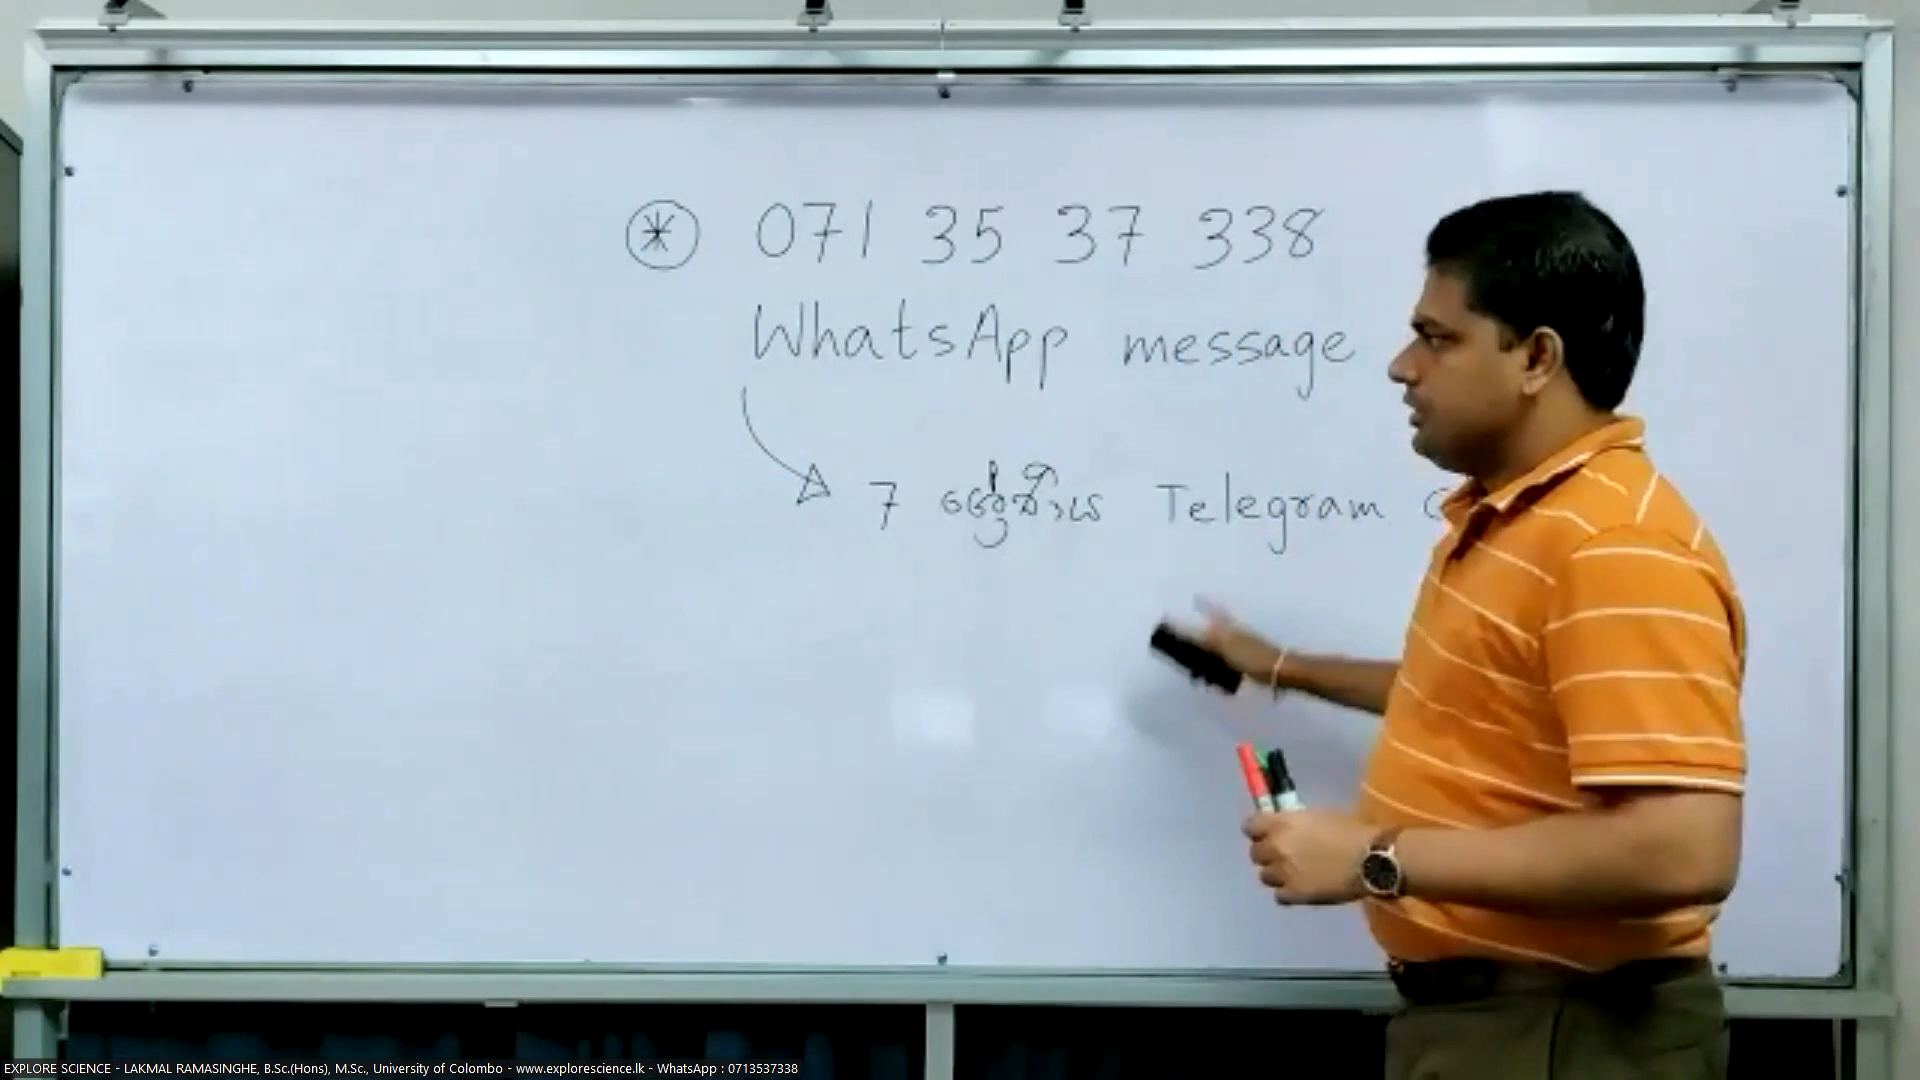 071 35 37 338
WhatsApp message
7 ශ්‍රේණිය Telegram
EXPLORE SCIENCE - LAKMAL RAMASINGHE, B.Sc.(Hons), M.Sc., University of Colombo - www.explorescience.lk - WhatsApp : 0713537338